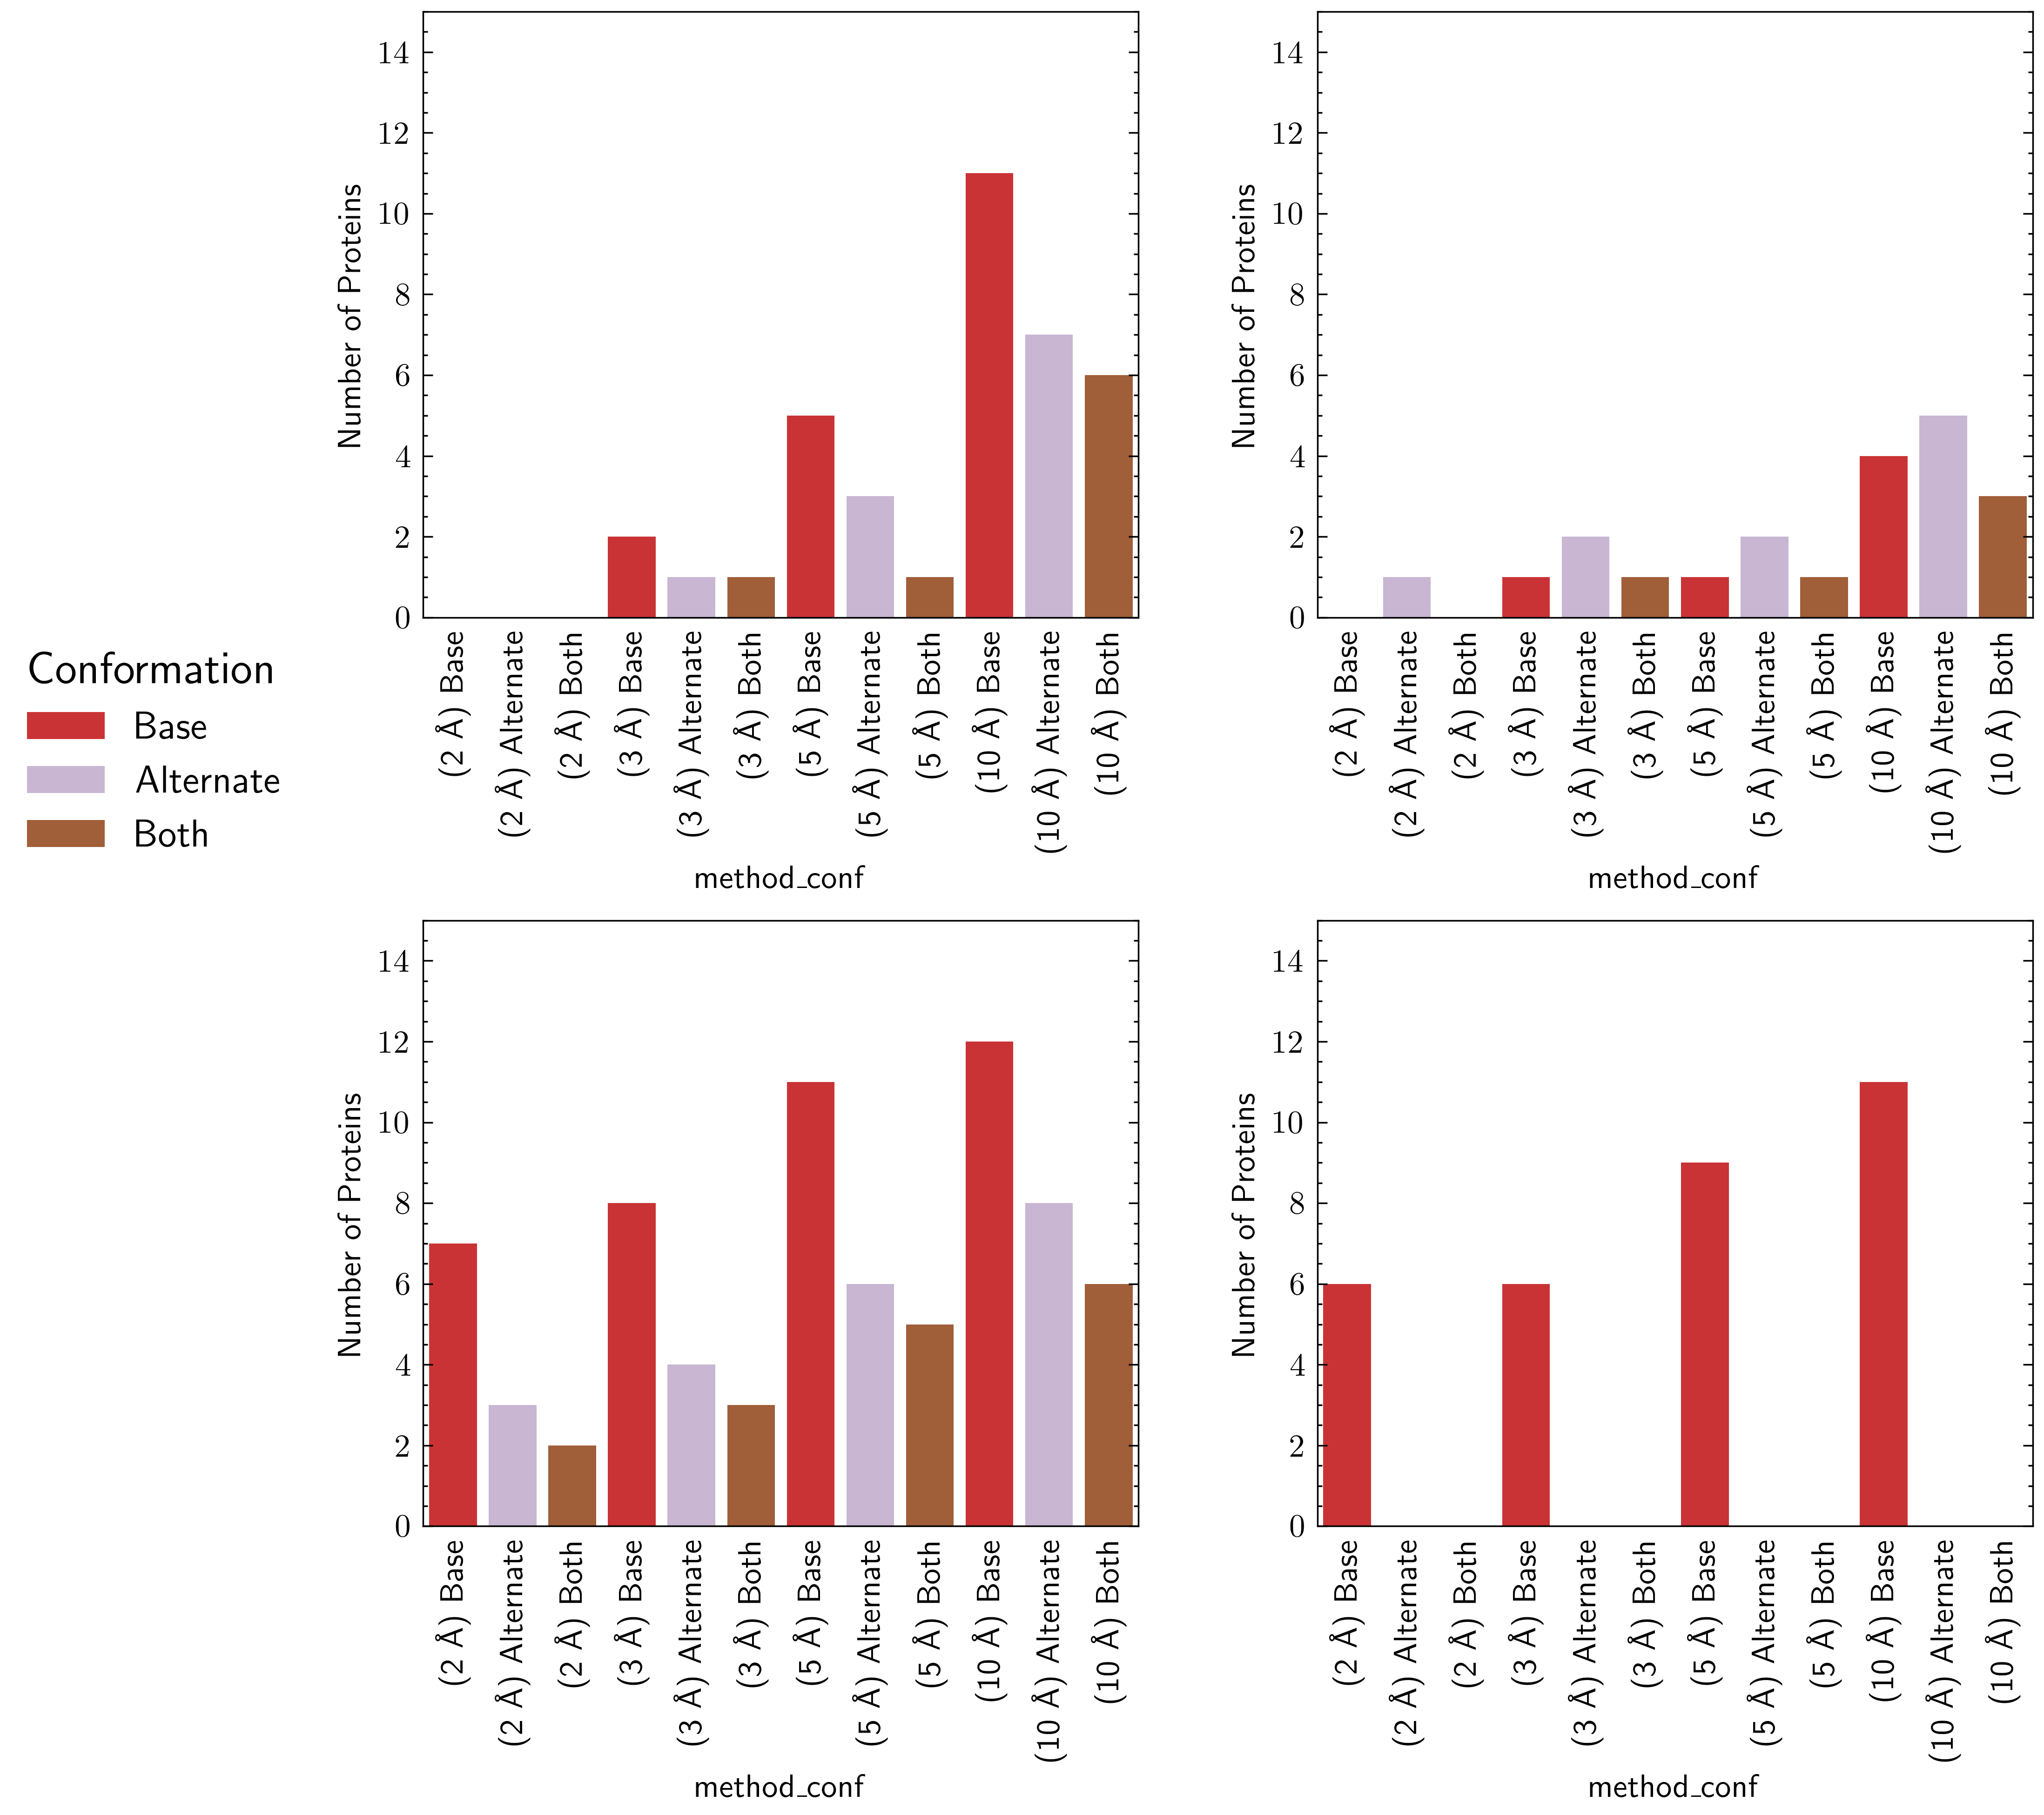 Conformation
Base
Alternate
Both
14
12
10
8
6
4
2
0
Number of Proteins
(2 Å) Base
(2 Å) Alternate
(2 Å) Both
(3 Å) Base
(3 Å) Alternate
(3 Å) Both
(5 Å) Base
(5 Å) Alternate
(5 Å) Both
(10 Å) Base
(10 Å) Alternate
(10 Å) Both
method_conf
14
12
10
8
6
4
2
0
Number of Proteins
(2 Å) Base
(2 Å) Alternate
(2 Å) Both
(3 Å) Base
(3 Å) Alternate
(3 Å) Both
(5 Å) Base
(5 Å) Alternate
(5 Å) Both
(10 Å) Base
(10 Å) Alternate
(10 Å) Both
method_conf
14
12
10
8
6
4
2
0
Number of Proteins
(2 Å) Base
(2 Å) Alternate
(2 Å) Both
(3 Å) Base
(3 Å) Alternate
(3 Å) Both
(5 Å) Base
(5 Å) Alternate
(5 Å) Both
(10 Å) Base
(10 Å) Alternate
(10 Å) Both
method_conf
14
12
10
8
6
4
2
0
Number of Proteins
(2 Å) Base
(2 Å) Alternate
(2 Å) Both
(3 Å) Base
(3 Å) Alternate
(3 Å) Both
(5 Å) Base
(5 Å) Alternate
(5 Å) Both
(10 Å) Base
(10 Å) Alternate
(10 Å) Both
method_conf